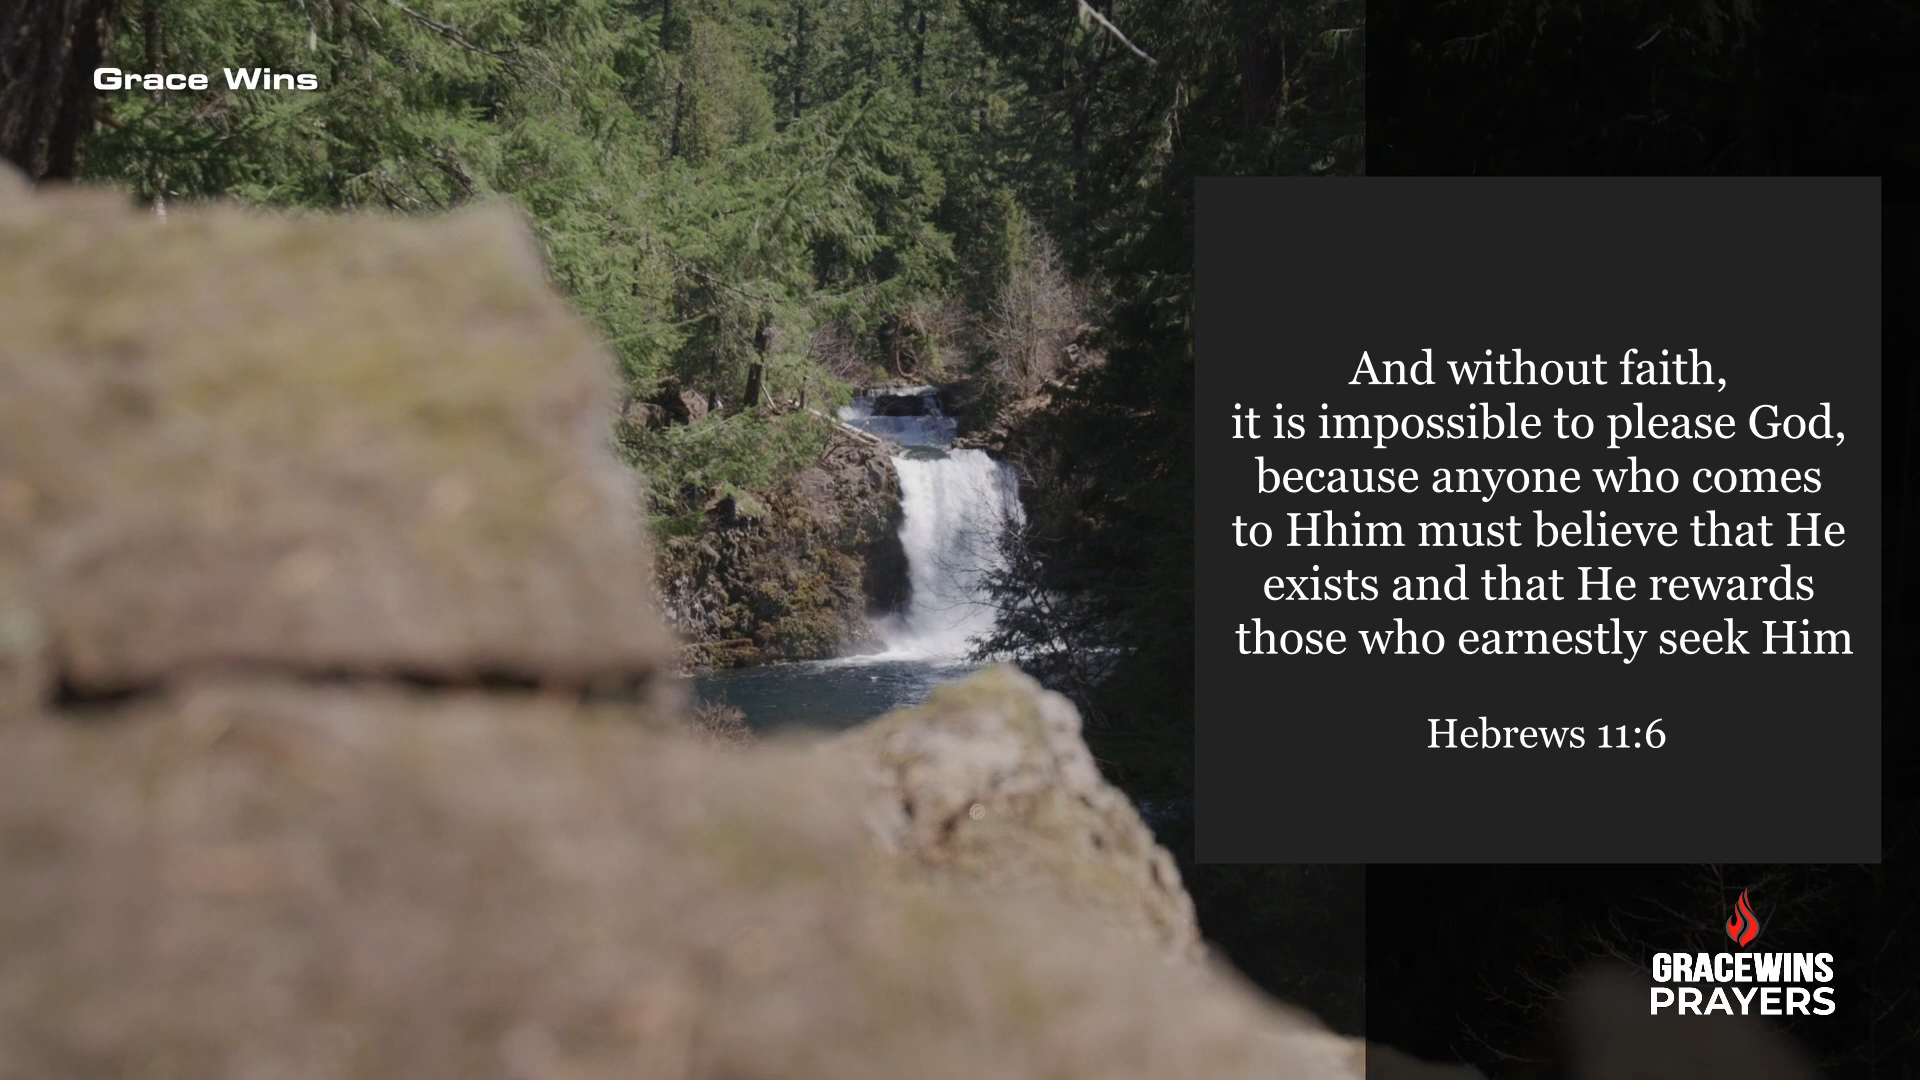 Grace Wins
And without faith,
it is impossible to please God,
because anyone who comes
to Hhim must believe that He
exists and that He rewards
those who earnestly seek Him
Hebrews 11:6
GRACEWINS
PRAYERS